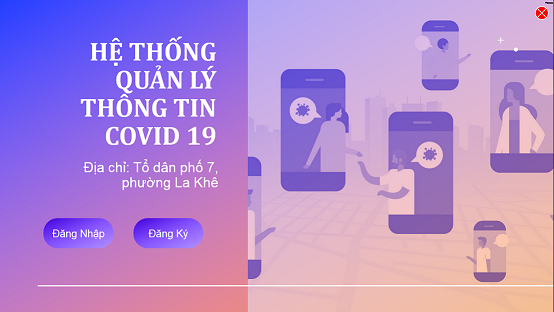 HỆ THỐNG
QUẢN LÝ
THÔNG TIN
COVID 19
Địa chỉ: Tổ dân phố 7,
phường La Khê
Đăng Nhập
Đăng Ký